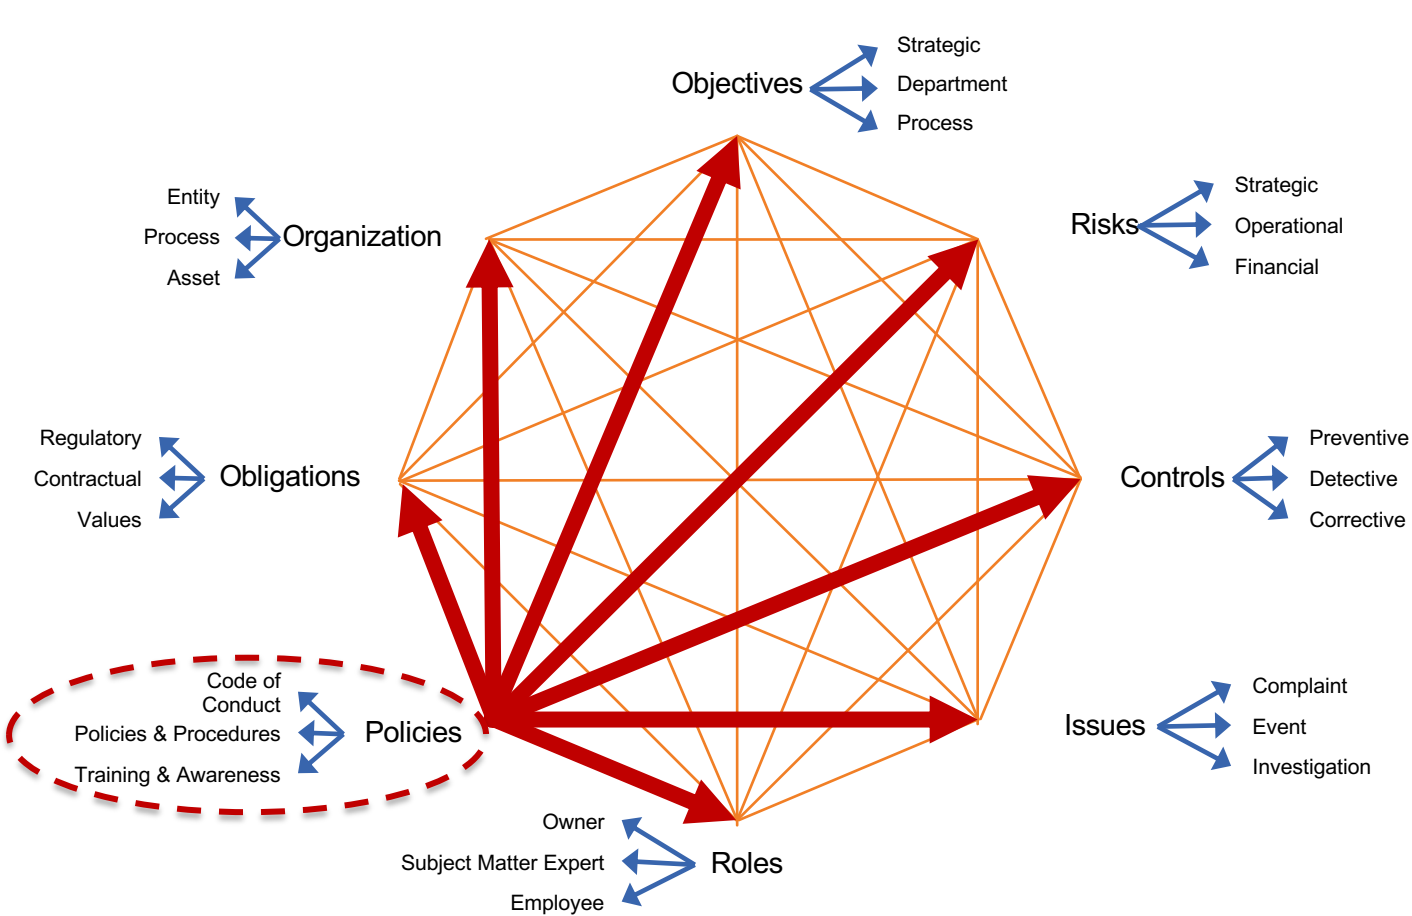 Objectives
Strategic
Department
Process
Risks
Strategic
Operational
Financial
Controls
Preventive
Detective
Corrective
Issues
Complaint
Event
Investigation
Roles
Owner
Subject Matter Expert
Employee
Policies
Code of
Conduct
Policies & Procedures
Training & Awareness
Obligations
Regulatory
Contractual
Values
Organization
Entity
Process
Asset